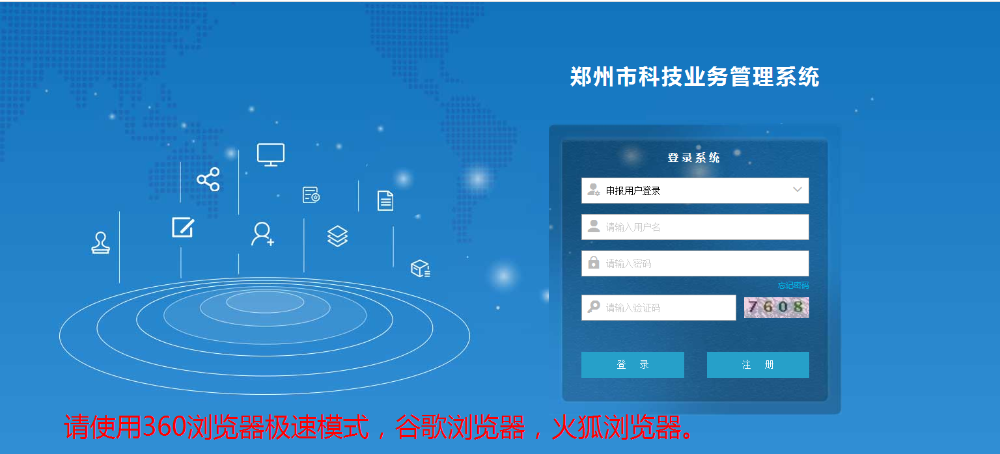 郑州市科技业务管理系统
登录系统
申报用户登录
请输入用户名
请输入密码
忘记密码
请输入验证码
7608
登 录
注 册
请使用360浏览器极速模式，谷歌浏览器，火狐浏览器。